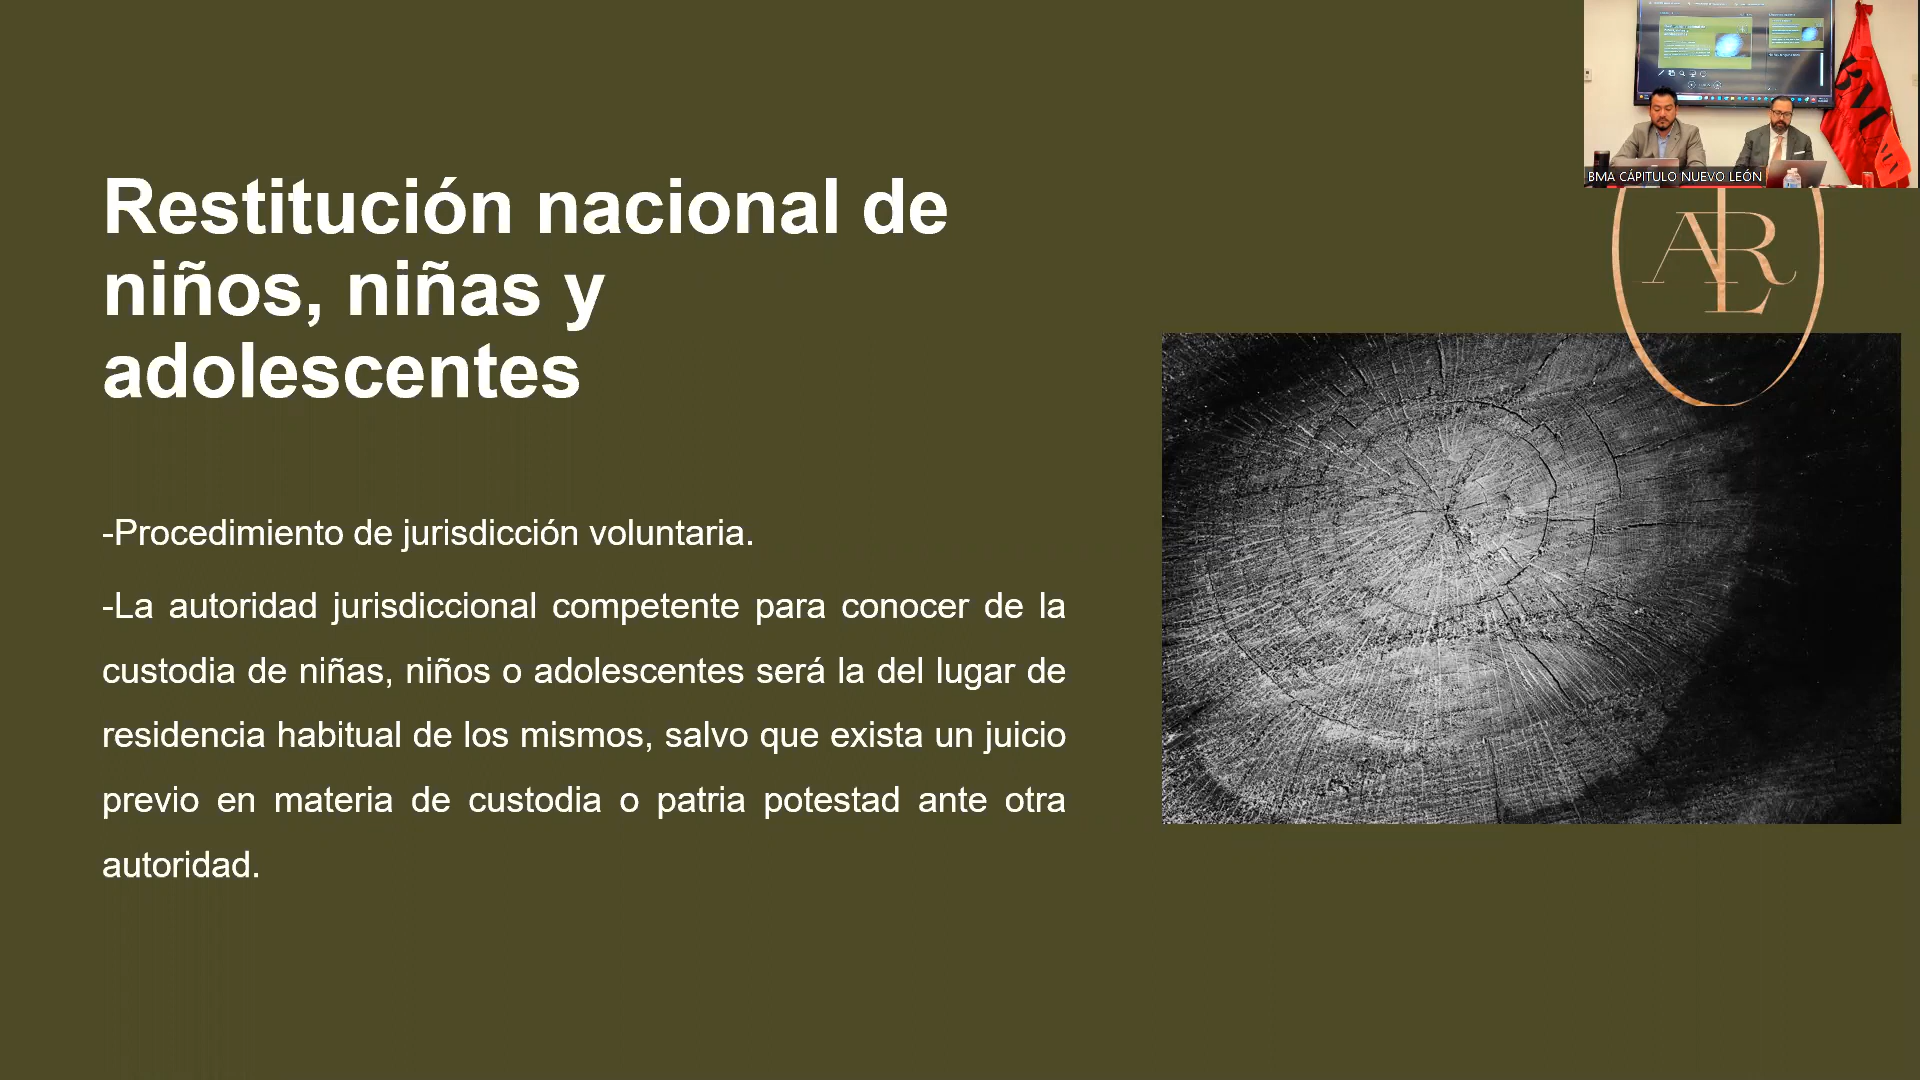 Restitución nacional de
niños, niñas y
adolescentes
-Procedimiento de jurisdicción voluntaria.
-La autoridad jurisdiccional competente para conocer de la
custodia de niñas, niños o adolescentes será la del lugar de
residencia habitual de los mismos, salvo que exista un juicio
previo en materia de custodia o patria potestad ante otra
autoridad.
BMA CÁPITULO NUEVO LEÓN
ARL